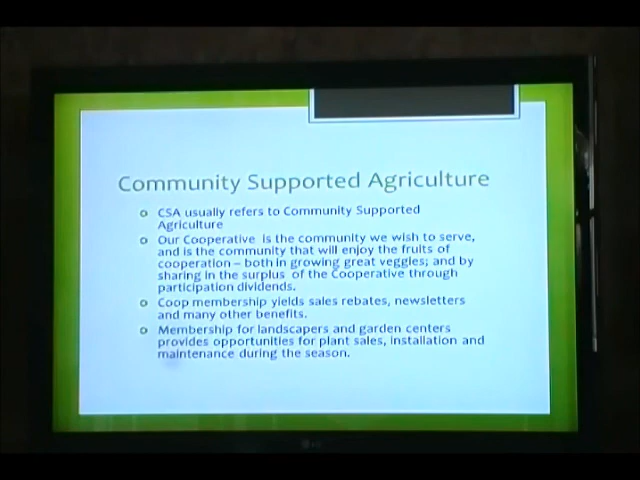 Community Supported Agriculture
CSA usually refers to Community Supported
Agriculture
Our Cooperative is the community we wish to serve,
and is the community that will enjoy the fruits of
cooperation – both in growing great veggies; and by
sharing in the surplus of the Cooperative through
participation dividends.
Coop membership yields sales rebates, newsletters
and many other benefits.
Membership for landscapers and garden centers
provides opportunities for plant sales, installation and
maintenance during the season.
LG